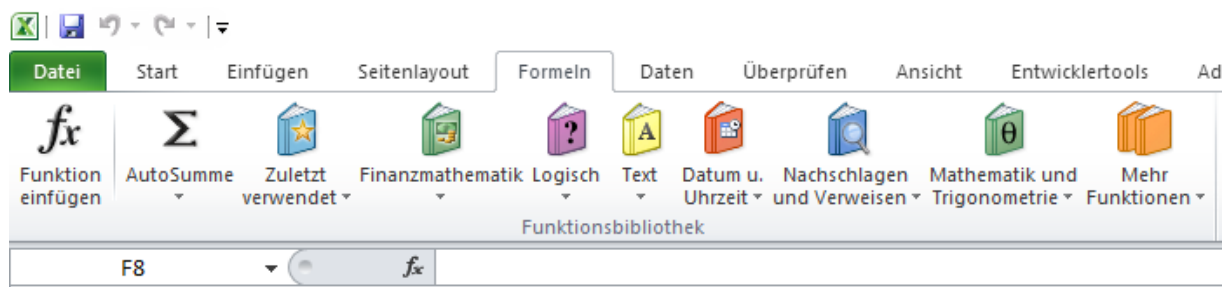 Datei Start Einfügen Seitenlayout Formeln Daten Überprüfen Ansicht Entwicklertools Ad
fx Σ ? A θ
Funktion AutoSumme Zuletzt Finanzmathematik Logisch Text Datum u. Nachschlagen Mathematik und Mehr
einfügen verwendet Uhrzeit und Verweisen Trigonometrie Funktionen
Funktionsbibliothek
F8 fx